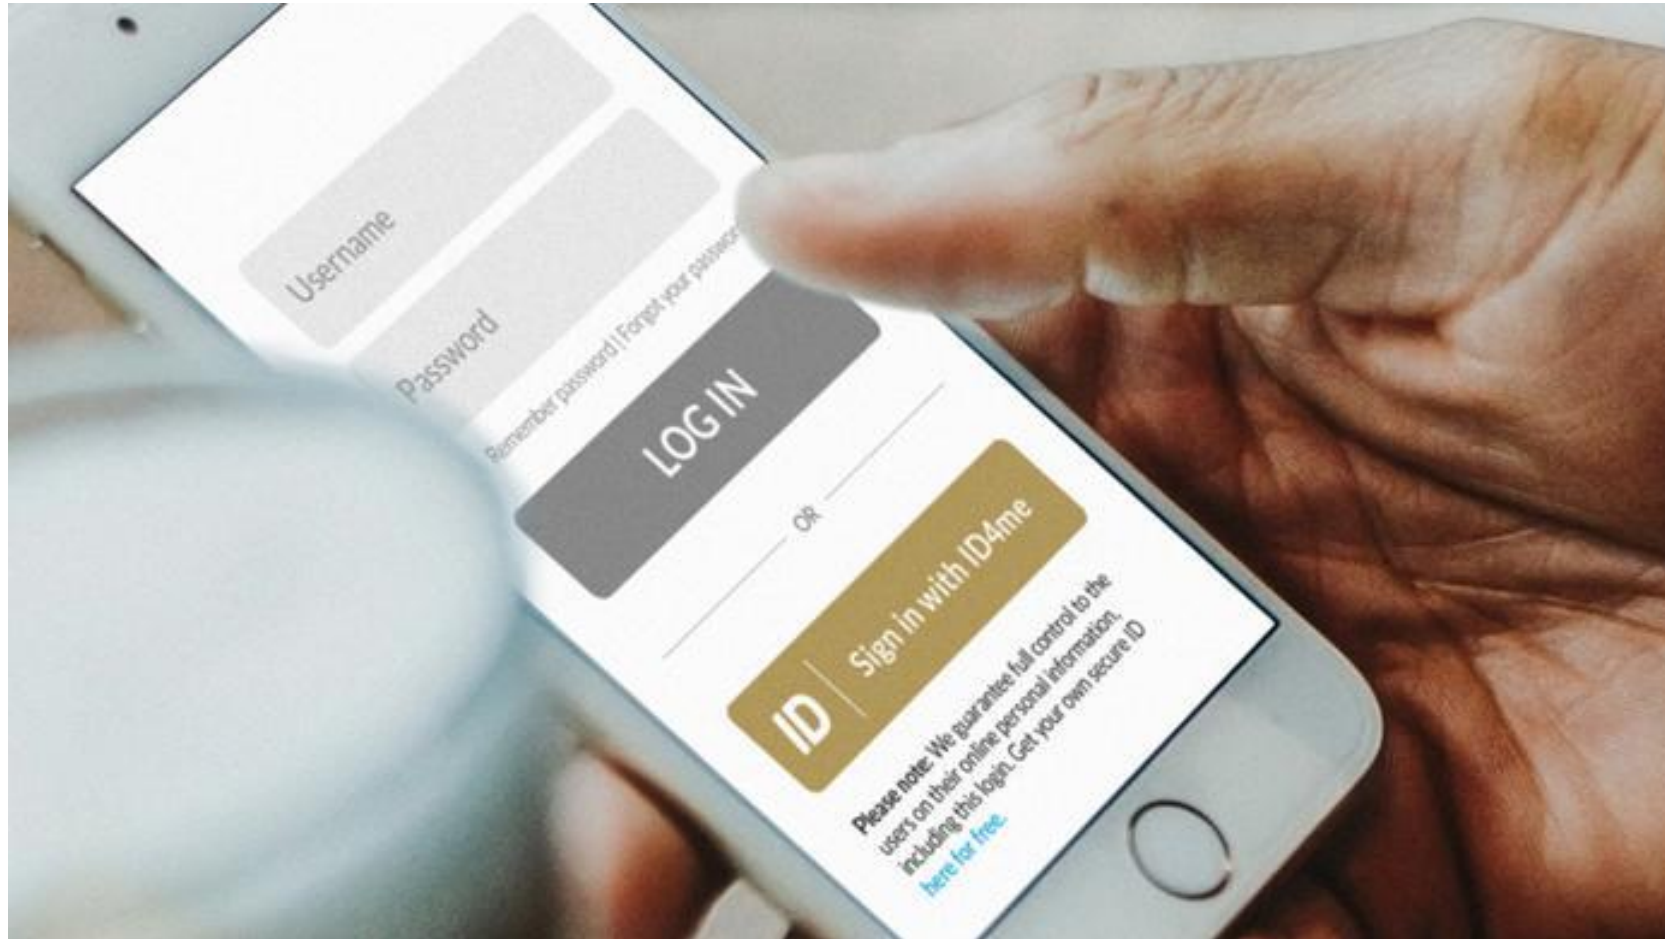 Username
Password
Remember password | Forgot your
LOG IN
OR
ID Sign in with ID4me
Please note: We guarantee full control to the
users on their online personal information,
including this login. Get your own secure ID
here for free.